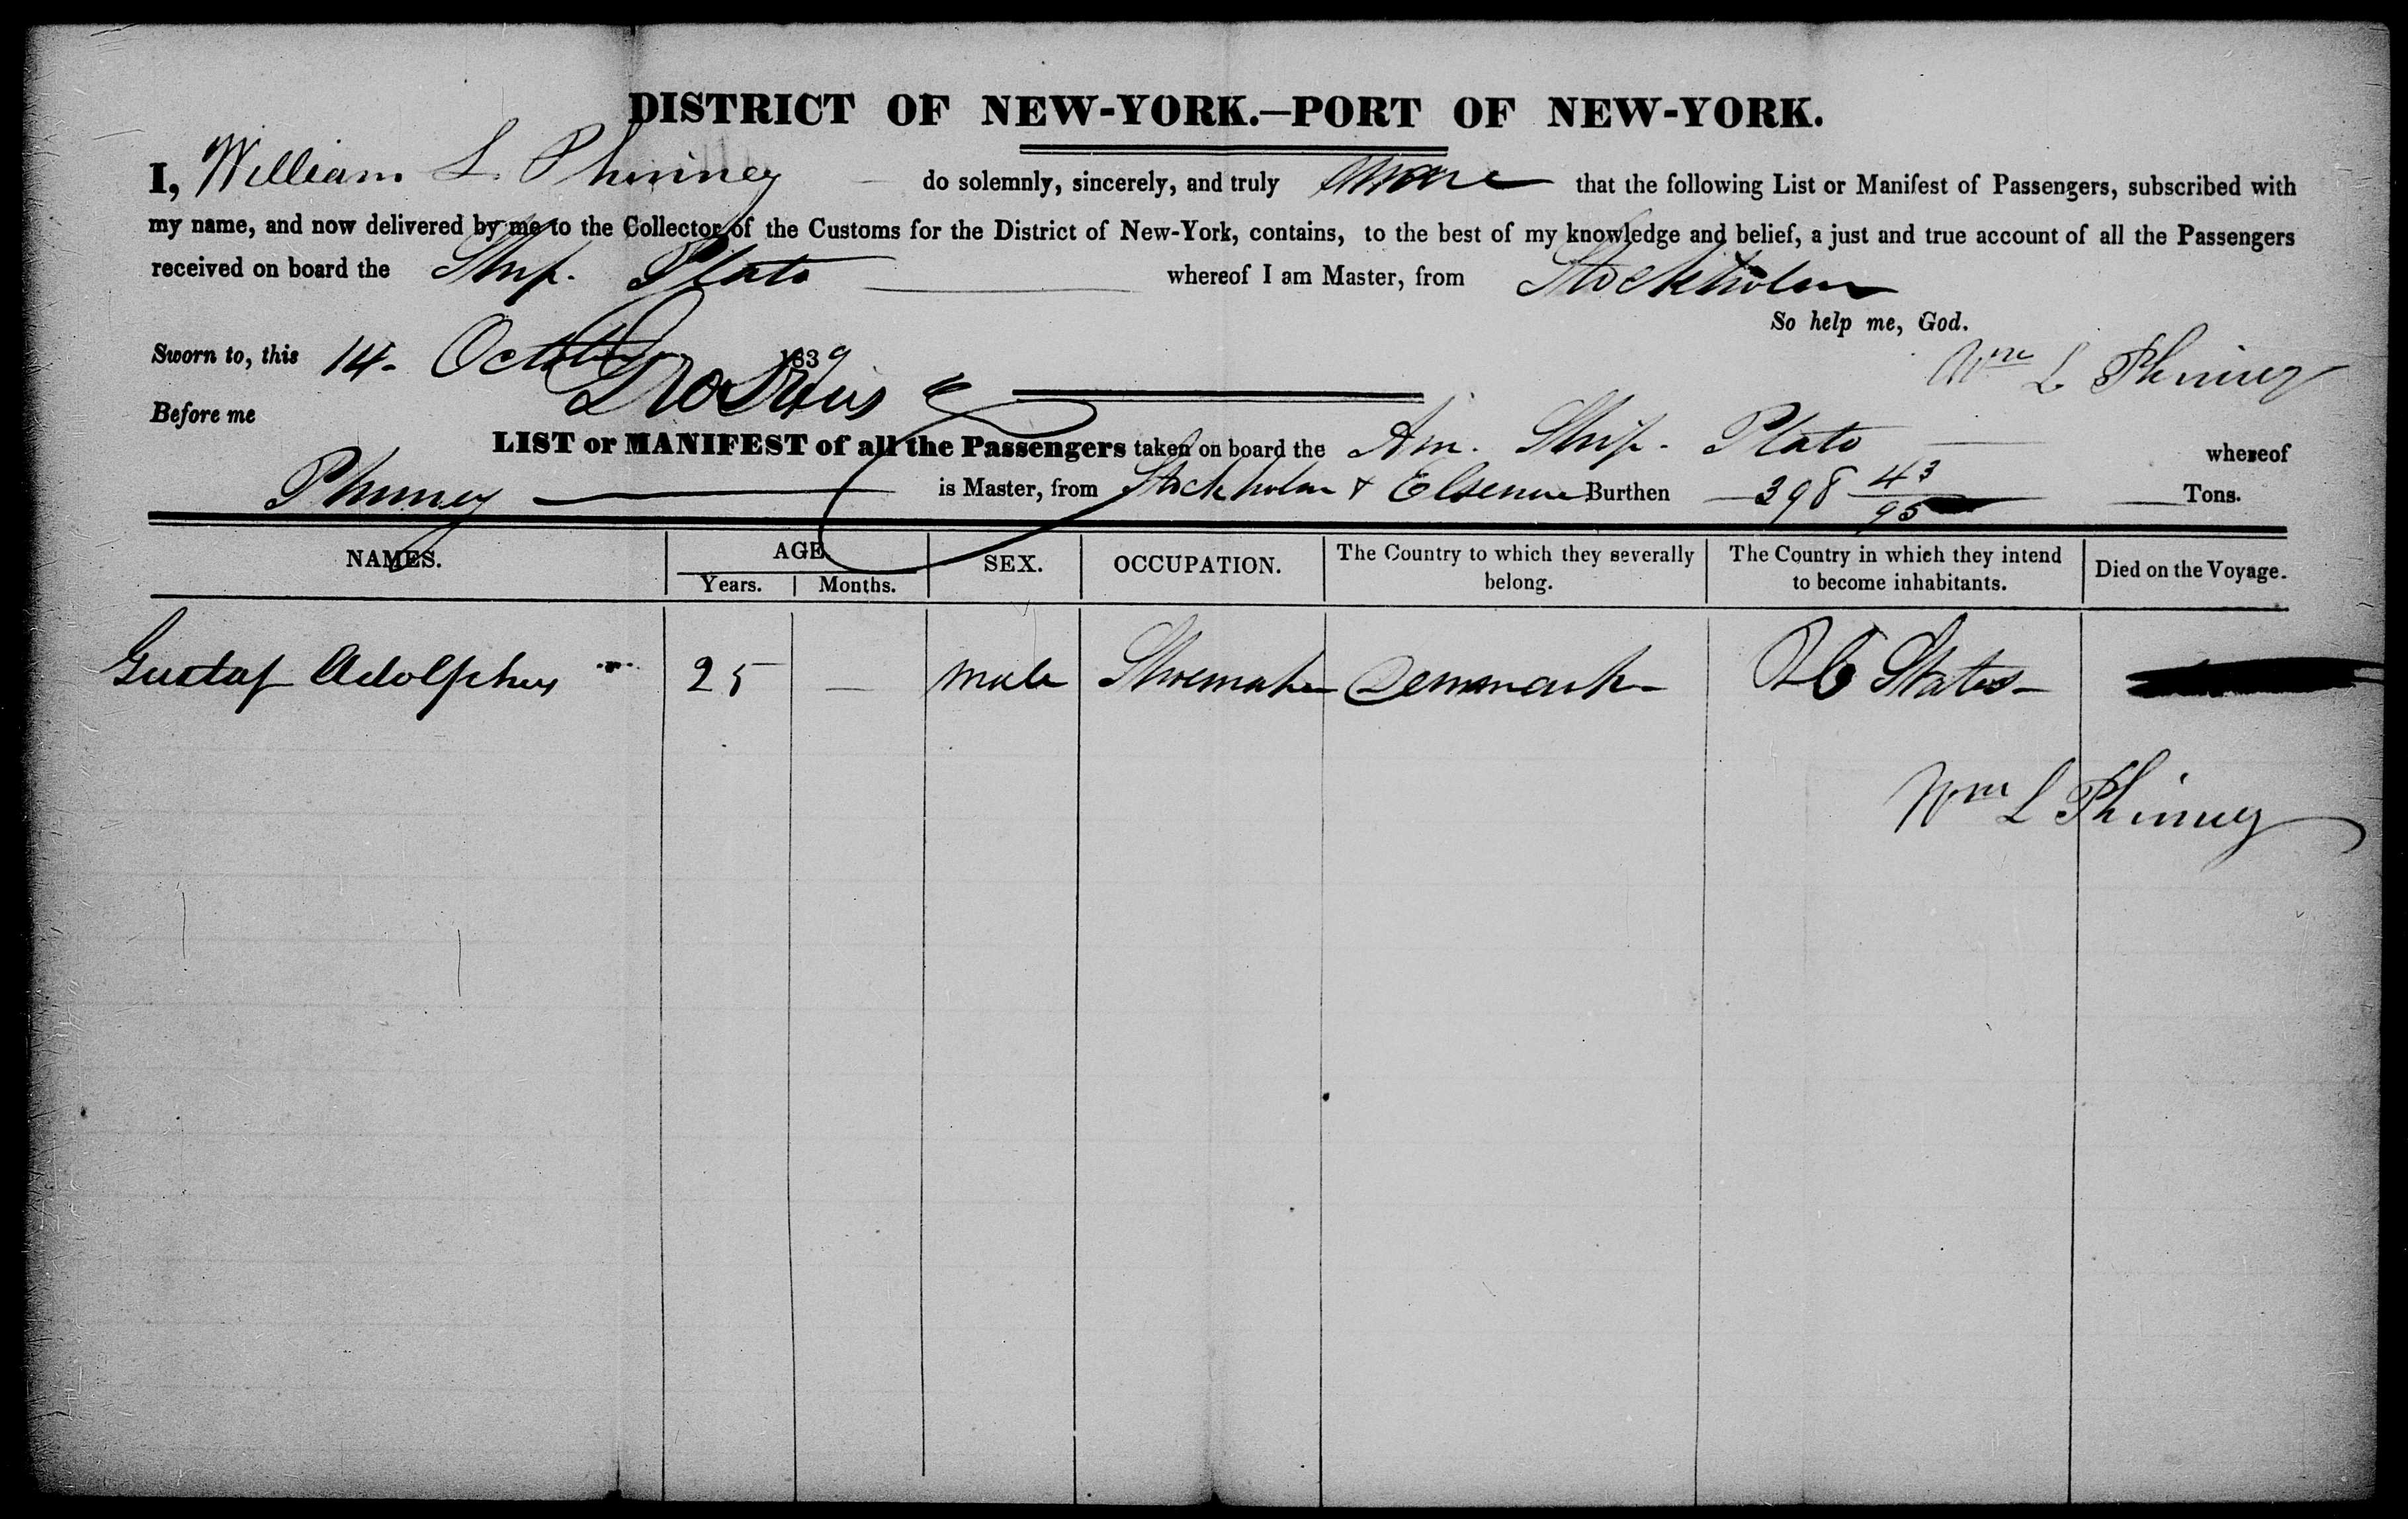 DISTRICT OF NEW-YORK.—PORT OF NEW-YORK.
I, William L. Phinney do solemnly, sincerely, and truly swear that the following List or Manifest of Passengers, subscribed with
my name, and now delivered by me to the Collector of the Customs for the District of New-York, contains, to the best of my knowledge and belief, a just and true account of all the Passengers
received on board the Ship. Plato whereof I am Master, from Stockholm
So help me, God.
Sworn to, this 14. October 1839
Wm L Phinney
Before me
LIST or MANIFEST of all the Passengers taken on board the Am. Ship. Plato whereof
Phinney is Master, from Stockholm & Elsenure Burthen 398 43/95 Tons.
NAMES. AGE. SEX. OCCUPATION. The Country to which they severally belong. The Country in which they intend to become inhabitants. Died on the Voyage.
Years. Months.
Gustaf Adolphus 25 — male Shoemaker Denmark U States
Wm L Phinney